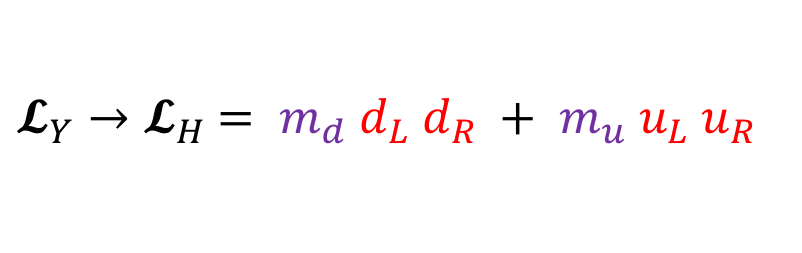 𝓛_Y → 𝓛_H = m_d d_L d_R + m_u u_L u_R